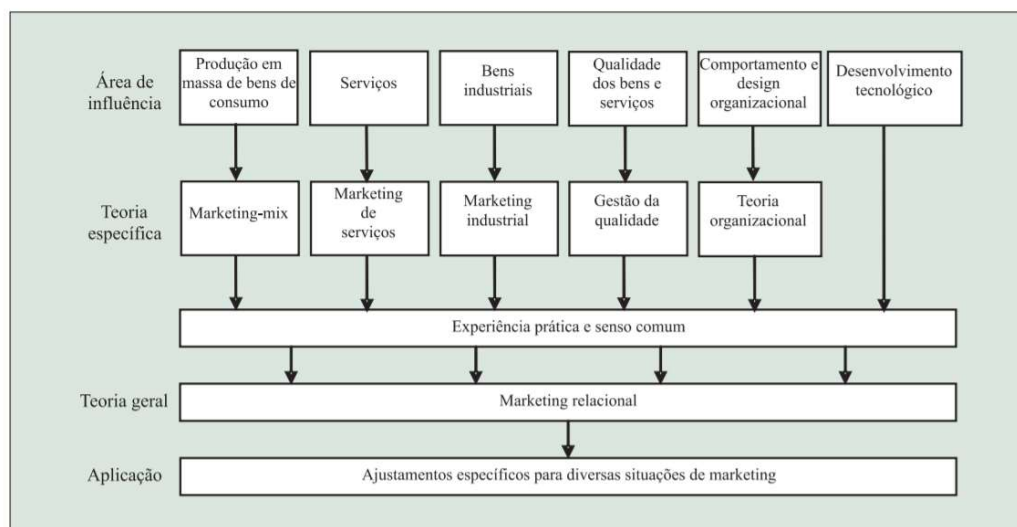 Área de
influência
Produção em
massa de bens de
consumo
Serviços
Bens
industriais
Qualidade
dos bens e
serviços
Comportamento e
design
organizacional
Desenvolvimento
tecnológico
Teoria
específica
Marketing-mix
Marketing
de
serviços
Marketing
industrial
Gestão da
qualidade
Teoria
organizacional
Experiência prática e senso comum
Teoria geral
Marketing relacional
Aplicação
Ajustamentos específicos para diversas situações de marketing